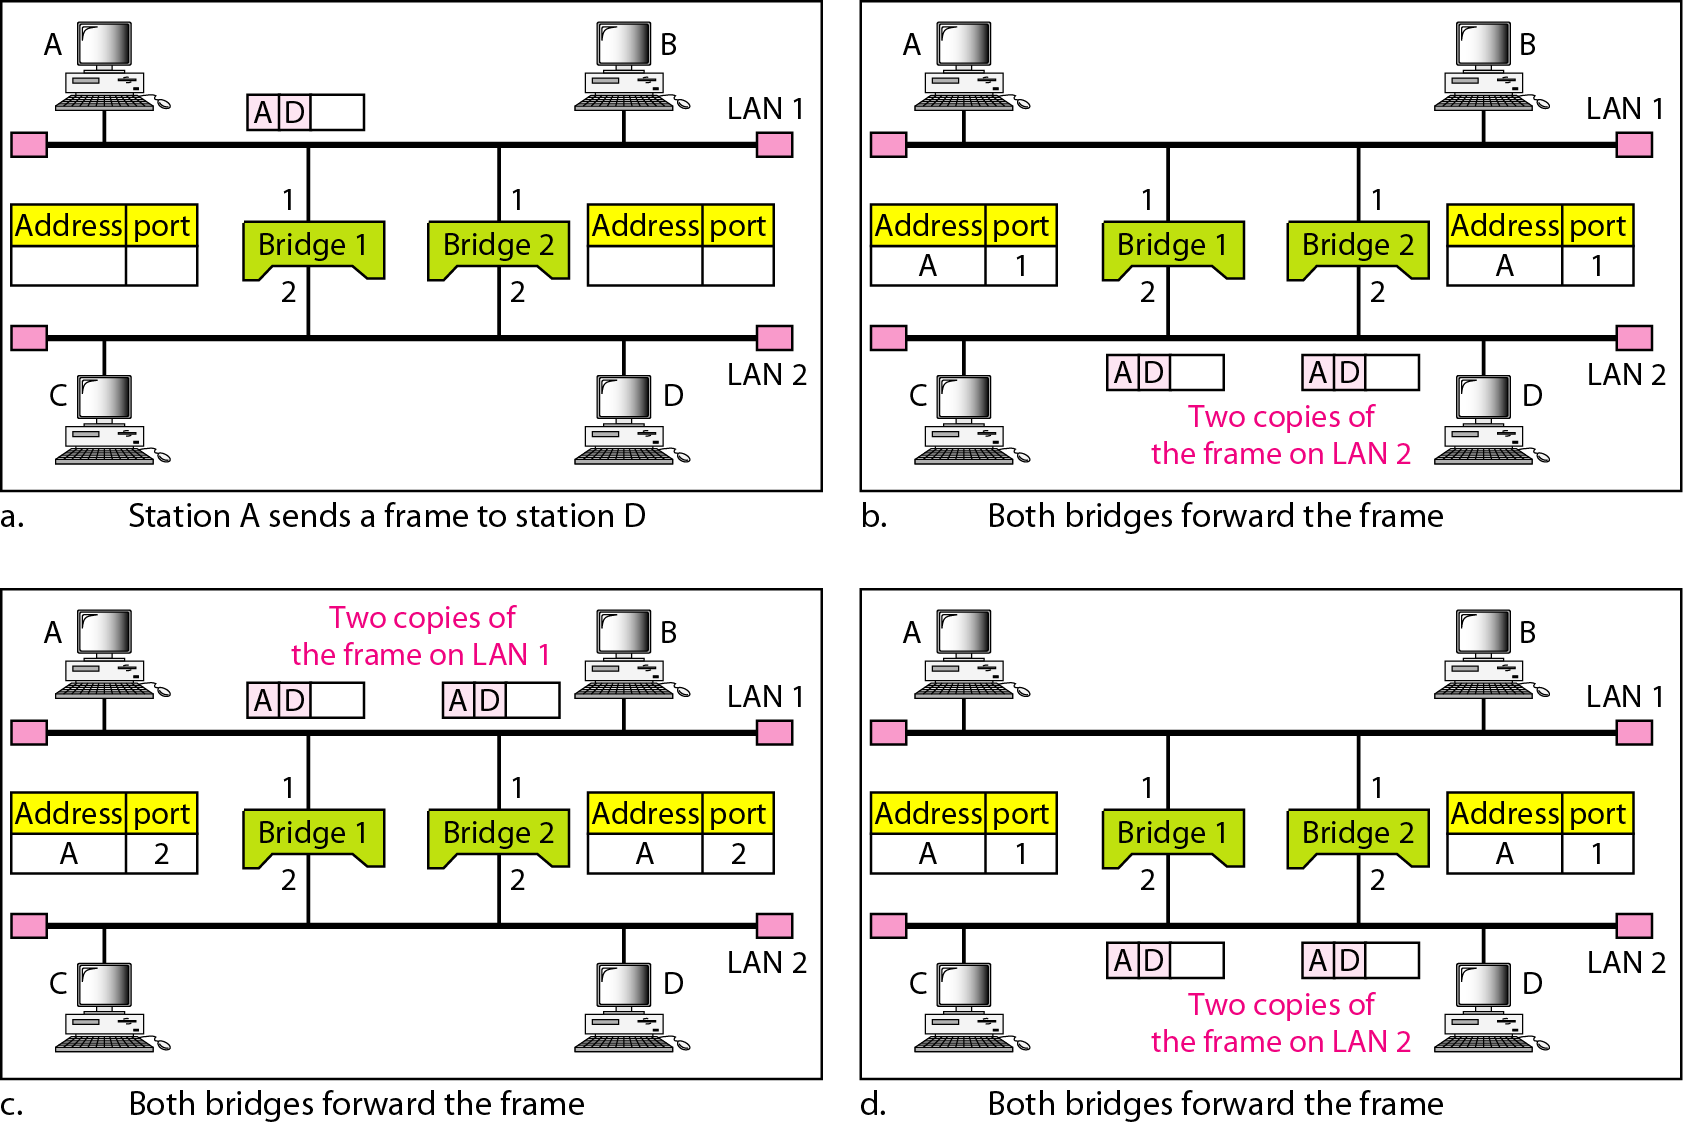 A
B
A D
LAN 1
1
1
Address port
Bridge 1
Bridge 2
Address port
2
2
LAN 2
C
D
a. Station A sends a frame to station D
A
B
LAN 1
1
1
Address port
Bridge 1
Bridge 2
Address port
A 1
A 1
2
2
A D
A D
LAN 2
C
D
Two copies of
the frame on LAN 2
b. Both bridges forward the frame
Two copies of
the frame on LAN 1
A
B
A D
A D
LAN 1
1
1
Address port
Bridge 1
Bridge 2
Address port
A 2
A 2
2
2
LAN 2
C
D
c. Both bridges forward the frame
A
B
LAN 1
1
1
Address port
Bridge 1
Bridge 2
Address port
A 1
A 1
2
2
A D
A D
LAN 2
C
D
Two copies of
the frame on LAN 2
d. Both bridges forward the frame